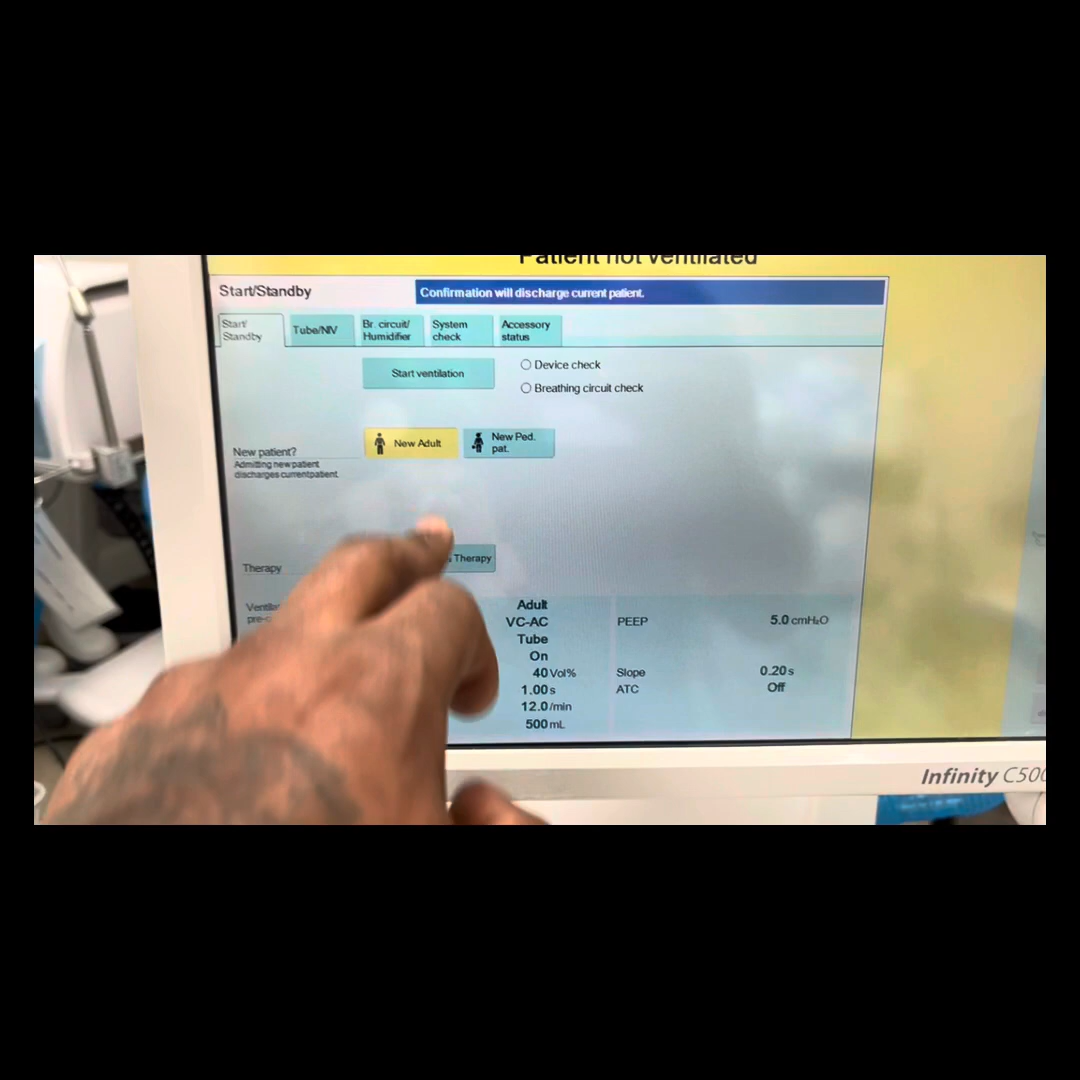 Patient not ventilated
Start/Standby
Confirmation will discharge current patient.
Start/
Standby
Tube/NIV
Br. circuit/
Humidifier
System
check
Accessory
status
Start ventilation
Device check
Breathing circuit check
New patient?
Admitting new patient
discharges current patient.
New Adult
New Ped.
pat.
Therapy
Therapy
Adult
VC-AC
PEEP
5.0 cmH₂O
Tube
On
40 Vol%
Slope
0.20 s
1.00 s
ATC
Off
12.0 /min
500 mL
Infinity